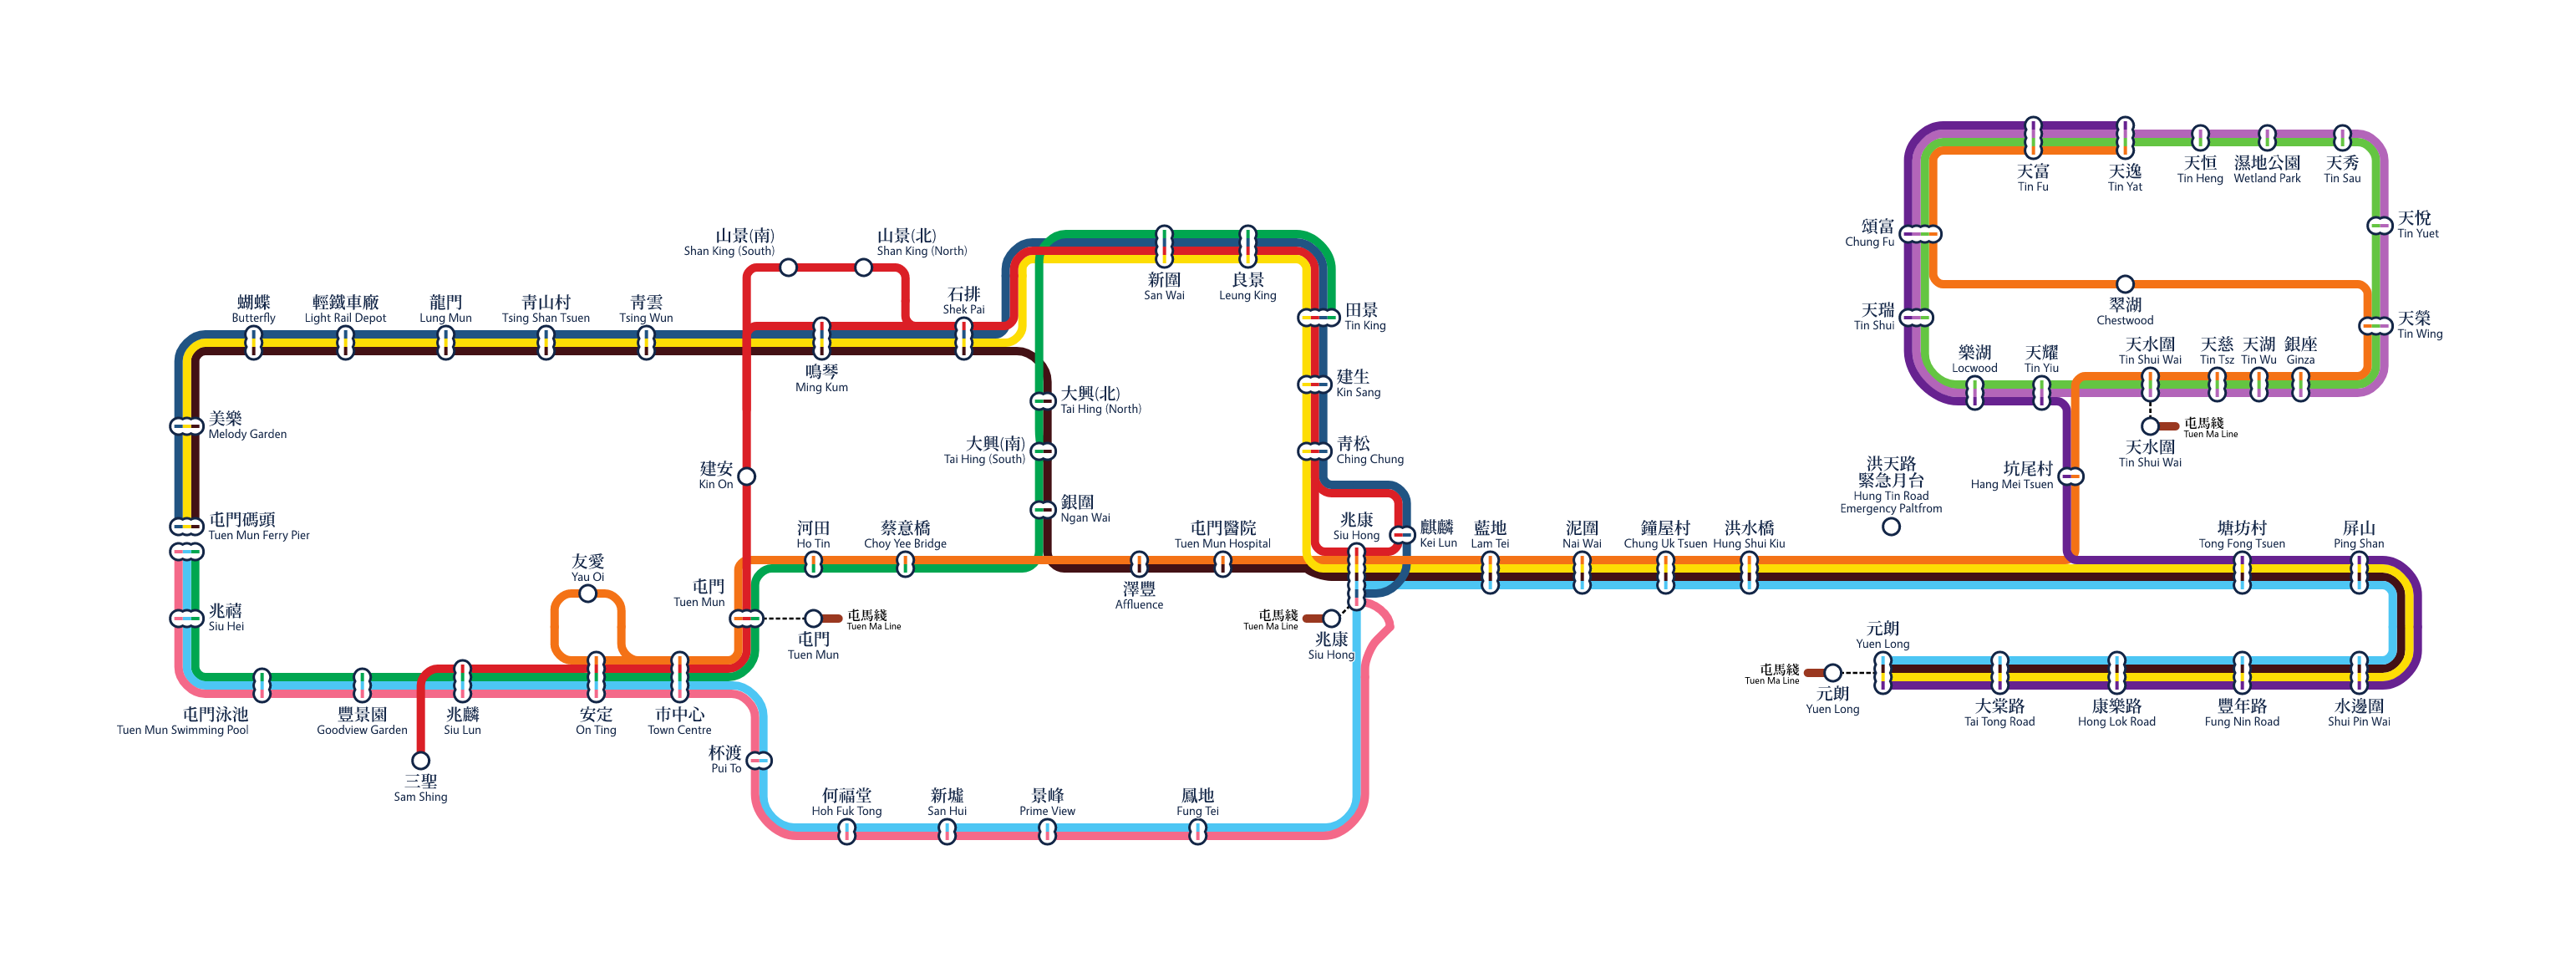 天富
Tin Fu
天逸
Tin Yat
天恒
Tin Heng
濕地公園
Wetland Park
天秀
Tin Sau
頌富
Chung Fu
天悅
Tin Yuet
天瑞
Tin Shui
翠湖
Chestwood
天榮
Tin Wing
樂湖
Locwood
天耀
Tin Yiu
天水圍
Tin Shui Wai
天慈
Tin Tsz
天湖
Tin Wu
銀座
Ginza
屯馬綫
Tuen Ma Line
天水圍
Tin Shui Wai
坑尾村
Hang Mei Tsuen
洪天路
緊急月台
Hung Tin Road
Emergency Paltfrom
山景(南)
Shan King (South)
山景(北)
Shan King (North)
蝴蝶
Butterfly
輕鐵車廠
Light Rail Depot
龍門
Lung Mun
青山村
Tsing Shan Tsuen
青雲
Tsing Wun
鳴琴
Ming Kum
石排
Shek Pai
新圍
San Wai
良景
Leung King
田景
Tin King
建生
Kin Sang
青松
Ching Chung
大興(北)
Tai Hing (North)
大興(南)
Tai Hing (South)
銀圍
Ngan Wai
美樂
Melody Garden
屯門碼頭
Tuen Mun Ferry Pier
兆禧
Siu Hei
建安
Kin On
河田
Ho Tin
蔡意橋
Choy Yee Bridge
澤豐
Affluence
屯門醫院
Tuen Mun Hospital
兆康
Siu Hong
麒麟
Kei Lun
藍地
Lam Tei
泥圍
Nai Wai
鐘屋村
Chung Uk Tsuen
洪水橋
Hung Shui Kiu
塘坊村
Tong Fong Tsuen
屏山
Ping Shan
友愛
Yau Oi
屯門
Tuen Mun
屯馬綫
Tuen Ma Line
屯門
Tuen Mun
屯馬綫
Tuen Ma Line
兆康
Siu Hong
元朗
Yuen Long
屯馬綫
Tuen Ma Line
元朗
Yuen Long
大棠路
Tai Tong Road
康樂路
Hong Lok Road
豐年路
Fung Nin Road
水邊圍
Shui Pin Wai
屯門泳池
Tuen Mun Swimming Pool
豐景園
Goodview Garden
兆麟
Siu Lun
安定
On Ting
市中心
Town Centre
三聖
Sam Shing
杯渡
Pui To
何福堂
Hoh Fuk Tong
新墟
San Hui
景峰
Prime View
鳳地
Fung Tei